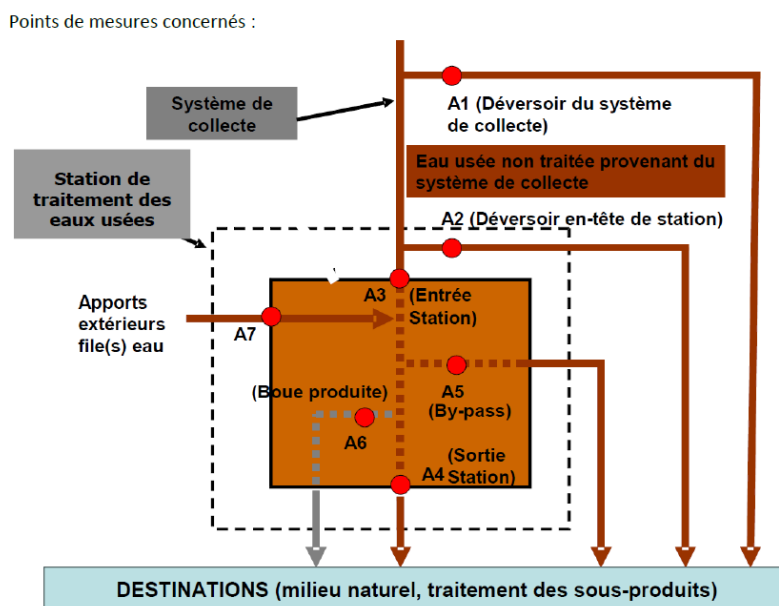 Points de mesures concernés :
Système de
collecte
A1 (Déversoir du système
de collecte)
Station de
traitement des
eaux usées
Eau usée non traitée provenant du
système de collecte
A2 (Déversoir en-tête de station)
Apports
extérieurs
file(s) eau
A7
A3
(Entrée
Station)
(Boue produite)
A5
(By-pass)
A6
(Sortie
Station)
A4
DESTINATIONS (milieu naturel, traitement des sous-produits)